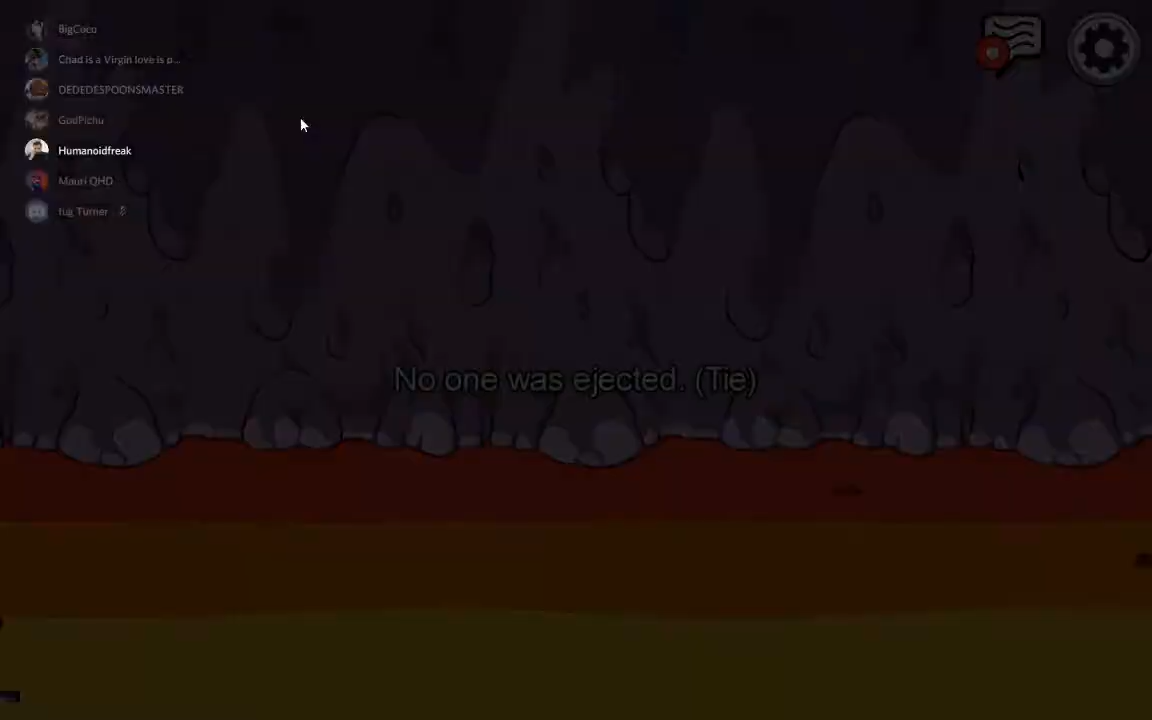 BigCoco
Chad is a Virgin love is p...
DEDEDESPOONSMASTER
GodPichu
Humanoidfreak
Mauri QHD
tug Turner
No one was ejected. (Tie)